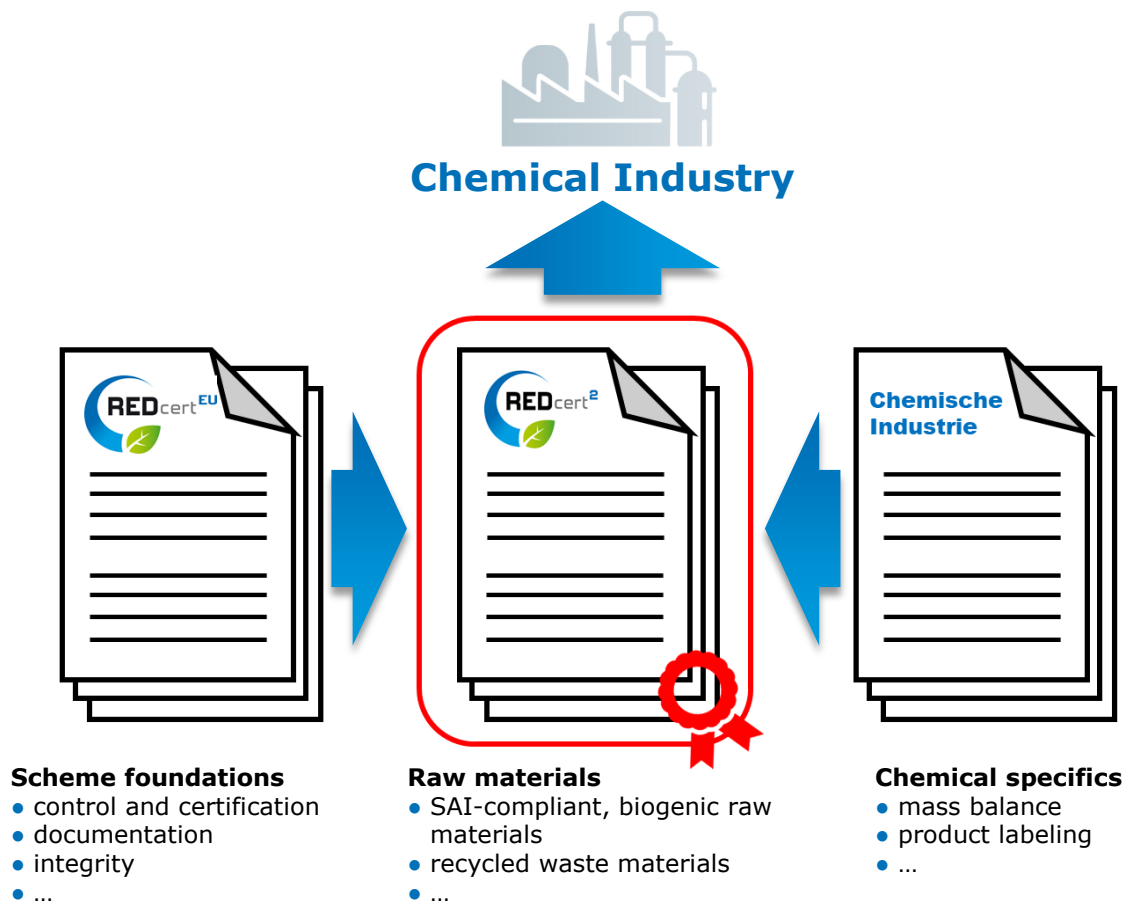 Chemical Industry
REDcert EU
REDcert²
Chemische
Industrie
Scheme foundations
● control and certification
● documentation
● integrity
● ...
Raw materials
● SAI-compliant, biogenic raw
materials
● recycled waste materials
● ...
Chemical specifics
● mass balance
● product labeling
● ...